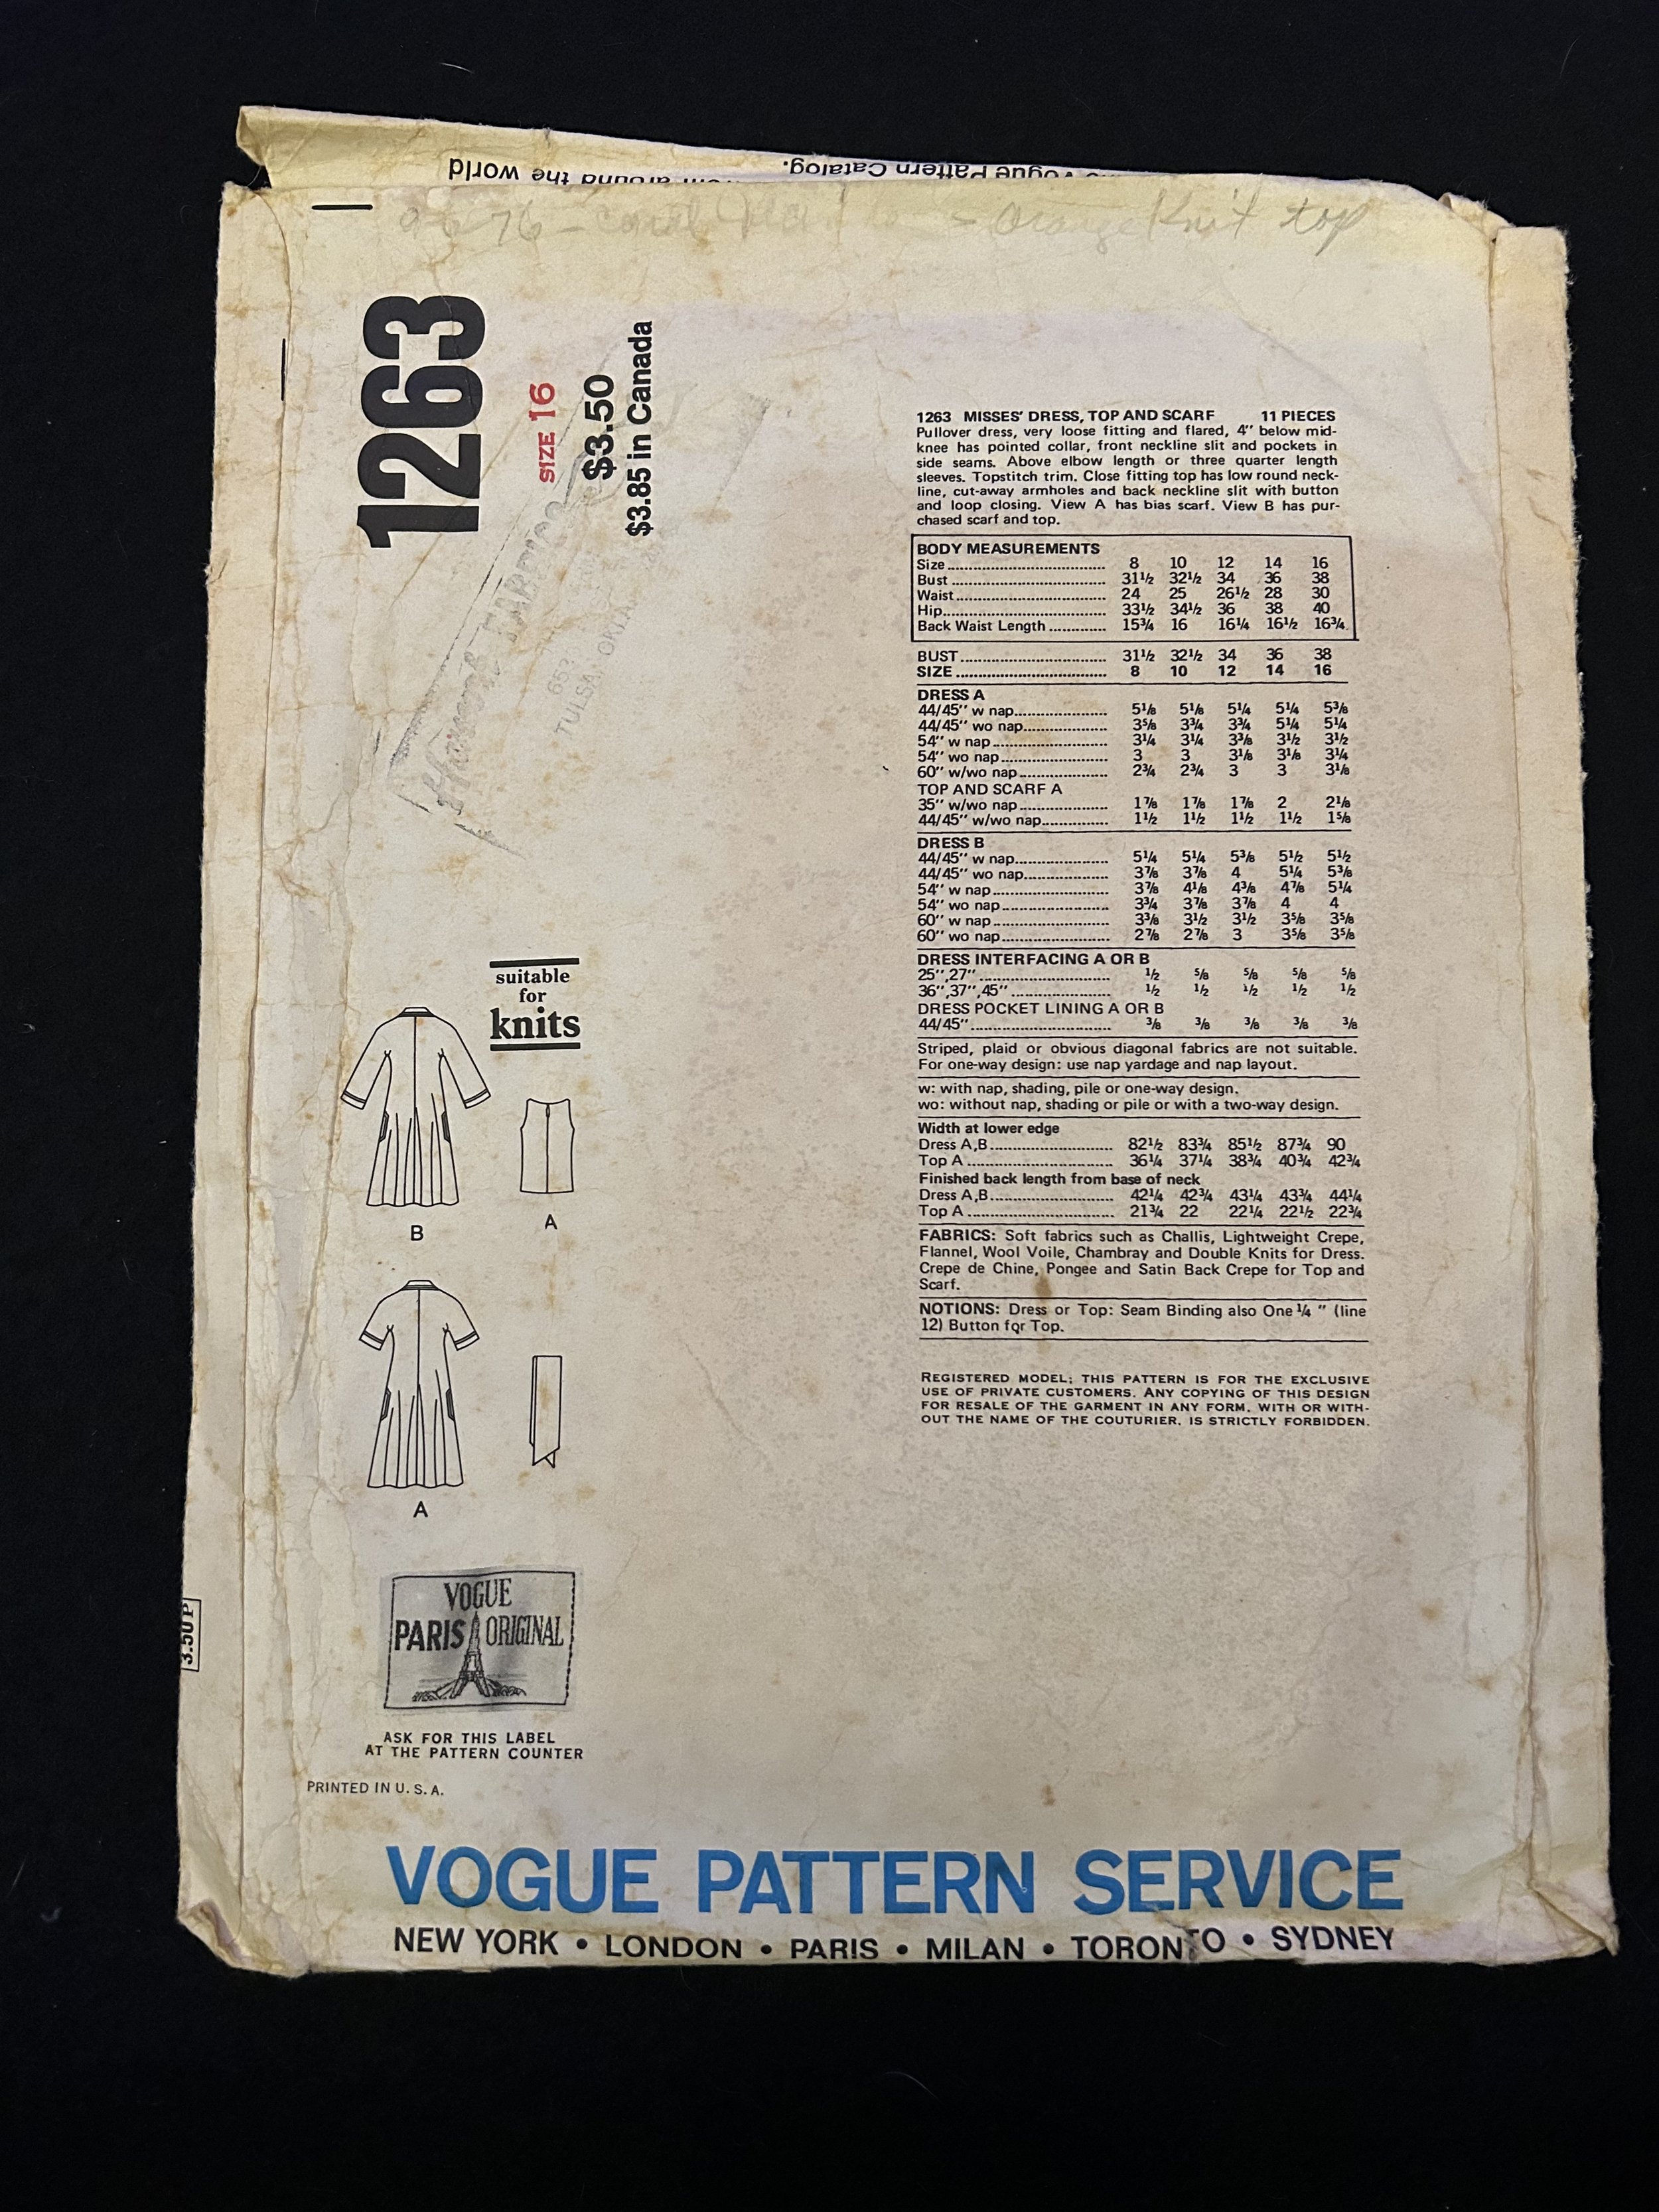 the world
Vogue Pattern Catalog.
76 - Orange Knit top
1263
SIZE 16
$3.50
$3.85 in Canada
FABRICS
TULSA, OKLA.
1263 MISSES' DRESS, TOP AND SCARF 11 PIECES
Pullover dress, very loose fitting and flared, 4" below mid-
knee has pointed collar, front neckline slit and pockets in
side seams. Above elbow length or three quarter length
sleeves. Topstitch trim. Close fitting top has low round neck-
line, cut-away armholes and back neckline slit with button
and loop closing. View A has bias scarf. View B has pur-
chased scarf and top.
BODY MEASUREMENTS
Size 8 10 12 14 16
Bust 31½ 32½ 34 36 38
Waist 24 25 26½ 28 30
Hip 33½ 34½ 36 38 40
Back Waist Length 15¾ 16 16¼ 16½ 16¾
BUST 31½ 32½ 34 36 38
SIZE 8 10 12 14 16
DRESS A
44/45" w nap 5⅛ 5⅛ 5¼ 5¼ 5⅜
44/45" wo nap 3⅝ 3¾ 3¾ 5¼ 5¼
54" w nap 3¼ 3¼ 3⅜ 3½ 3½
54" wo nap 3 3 3⅛ 3⅛ 3¼
60" w/wo nap 2¾ 2¾ 3 3 3⅛
TOP AND SCARF A
35" w/wo nap 1⅞ 1⅞ 1⅞ 2 2⅛
44/45" w/wo nap 1½ 1½ 1½ 1½ 1⅝
DRESS B
44/45" w nap 5¼ 5¼ 5⅜ 5½ 5½
44/45" wo nap 3⅞ 3⅞ 4 5¼ 5⅜
54" w nap 3⅞ 4⅛ 4⅜ 4⅞ 5¼
54" wo nap 3¾ 3⅞ 3⅞ 4 4
60" w nap 3⅜ 3½ 3½ 3⅝ 3⅝
60" wo nap 2⅞ 2⅞ 3 3⅝ 3⅝
DRESS INTERFACING A OR B
25",27" ½ ⅝ ⅝ ⅝ ⅝
36",37",45" ½ ½ ½ ½ ½
DRESS POCKET LINING A OR B
44/45" ⅜ ⅜ ⅜ ⅜ ⅜
Striped, plaid or obvious diagonal fabrics are not suitable.
For one-way design: use nap yardage and nap layout.
w: with nap, shading, pile or one-way design.
wo: without nap, shading or pile or with a two-way design.
Width at lower edge
Dress A,B 82½ 83¾ 85½ 87¾ 90
Top A 36¼ 37¼ 38¾ 40¾ 42¾
Finished back length from base of neck
Dress A,B 42¼ 42¾ 43¼ 43¾ 44¼
Top A 21¾ 22 22¼ 22½ 22¾
FABRICS: Soft fabrics such as Challis, Lightweight Crepe,
Flannel, Wool Voile, Chambray and Double Knits for Dress.
Crepe de Chine, Pongee and Satin Back Crepe for Top and
Scarf.
NOTIONS: Dress or Top: Seam Binding also One ¼ " (line
12) Button for Top.
REGISTERED MODEL; THIS PATTERN IS FOR THE EXCLUSIVE
USE OF PRIVATE CUSTOMERS. ANY COPYING OF THIS DESIGN
FOR RESALE OF THE GARMENT IN ANY FORM, WITH OR WITH-
OUT THE NAME OF THE COUTURIER, IS STRICTLY FORBIDDEN.
suitable
for
knits
B
A
A
VOGUE
PARIS ORIGINAL
ASK FOR THIS LABEL
AT THE PATTERN COUNTER
PRINTED IN U. S. A.
3.50 P
VOGUE PATTERN SERVICE
NEW YORK • LONDON • PARIS • MILAN • TORONTO • SYDNEY